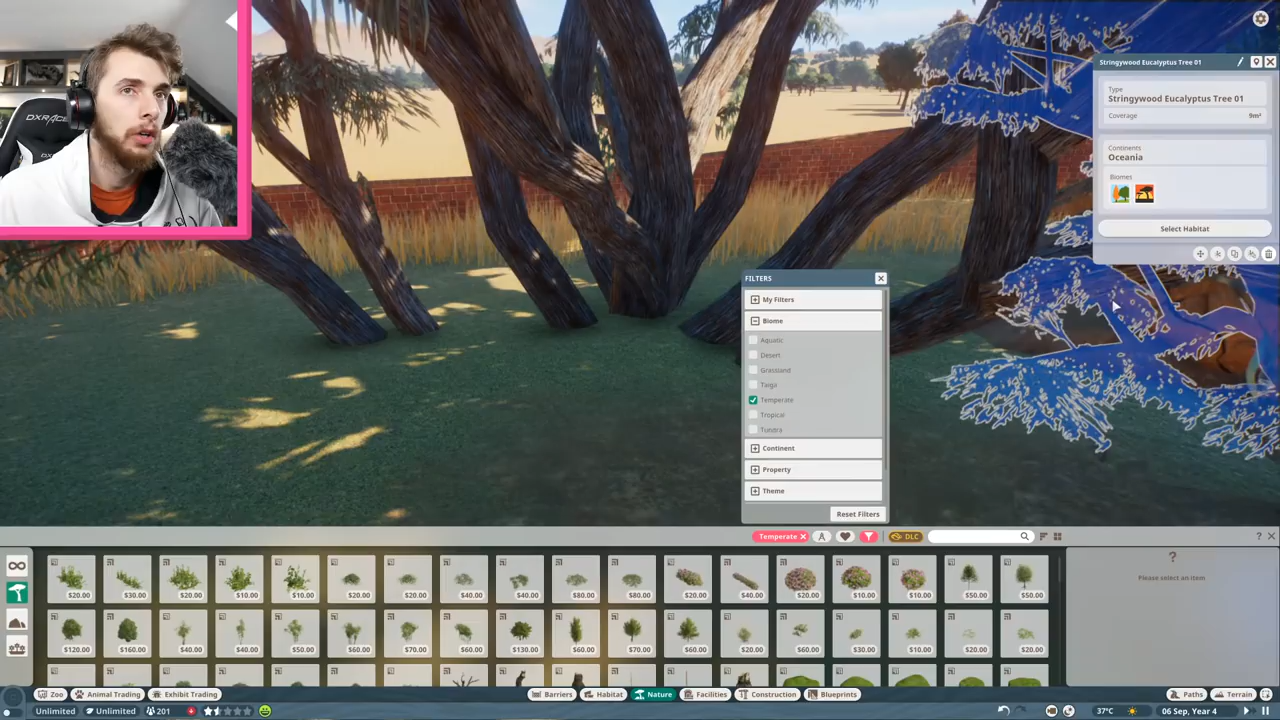 DXRACER
Stringywood Eucalyptus Tree 01
Type
Stringywood Eucalyptus Tree 01
Coverage 9m²
Continents
Oceania
Biomes
Select Habitat
FILTERS
My Filters
Biome
Aquatic
Desert
Grassland
Taiga
Temperate
Tropical
Tundra
Continent
Property
Theme
Reset Filters
Temperate DLC ?
$20.00 $30.00 $20.00 $10.00 $10.00 $20.00 $20.00 $40.00 $40.00 $80.00 $80.00 $20.00 $40.00 $20.00 $10.00 $10.00 $50.00 $50.00
?
Please select an item
$120.00 $160.00 $40.00 $40.00 $50.00 $60.00 $70.00 $60.00 $130.00 $60.00 $70.00 $60.00 $20.00 $60.00 $30.00 $10.00 $20.00 $20.00
Zoo Animal Trading Exhibit Trading Barriers Habitat Nature Facilities Construction Blueprints Paths Terrain
Unlimited Unlimited 201 37°C 06 Sep, Year 4